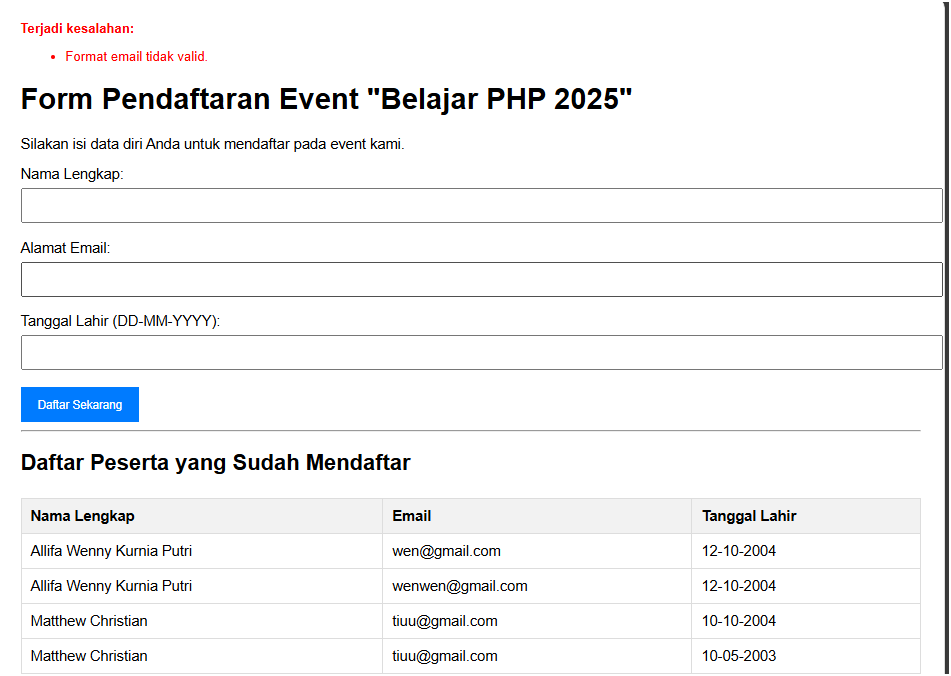 Terjadi kesalahan:
• Format email tidak valid.
Form Pendaftaran Event "Belajar PHP 2025"
Silakan isi data diri Anda untuk mendaftar pada event kami.
Nama Lengkap:
Alamat Email:
Tanggal Lahir (DD-MM-YYYY):
Daftar Sekarang
Daftar Peserta yang Sudah Mendaftar
Nama Lengkap Email Tanggal Lahir
Allifa Wenny Kurnia Putri wen@gmail.com 12-10-2004
Allifa Wenny Kurnia Putri wenwen@gmail.com 12-10-2004
Matthew Christian tiuu@gmail.com 10-10-2004
Matthew Christian tiuu@gmail.com 10-05-2003